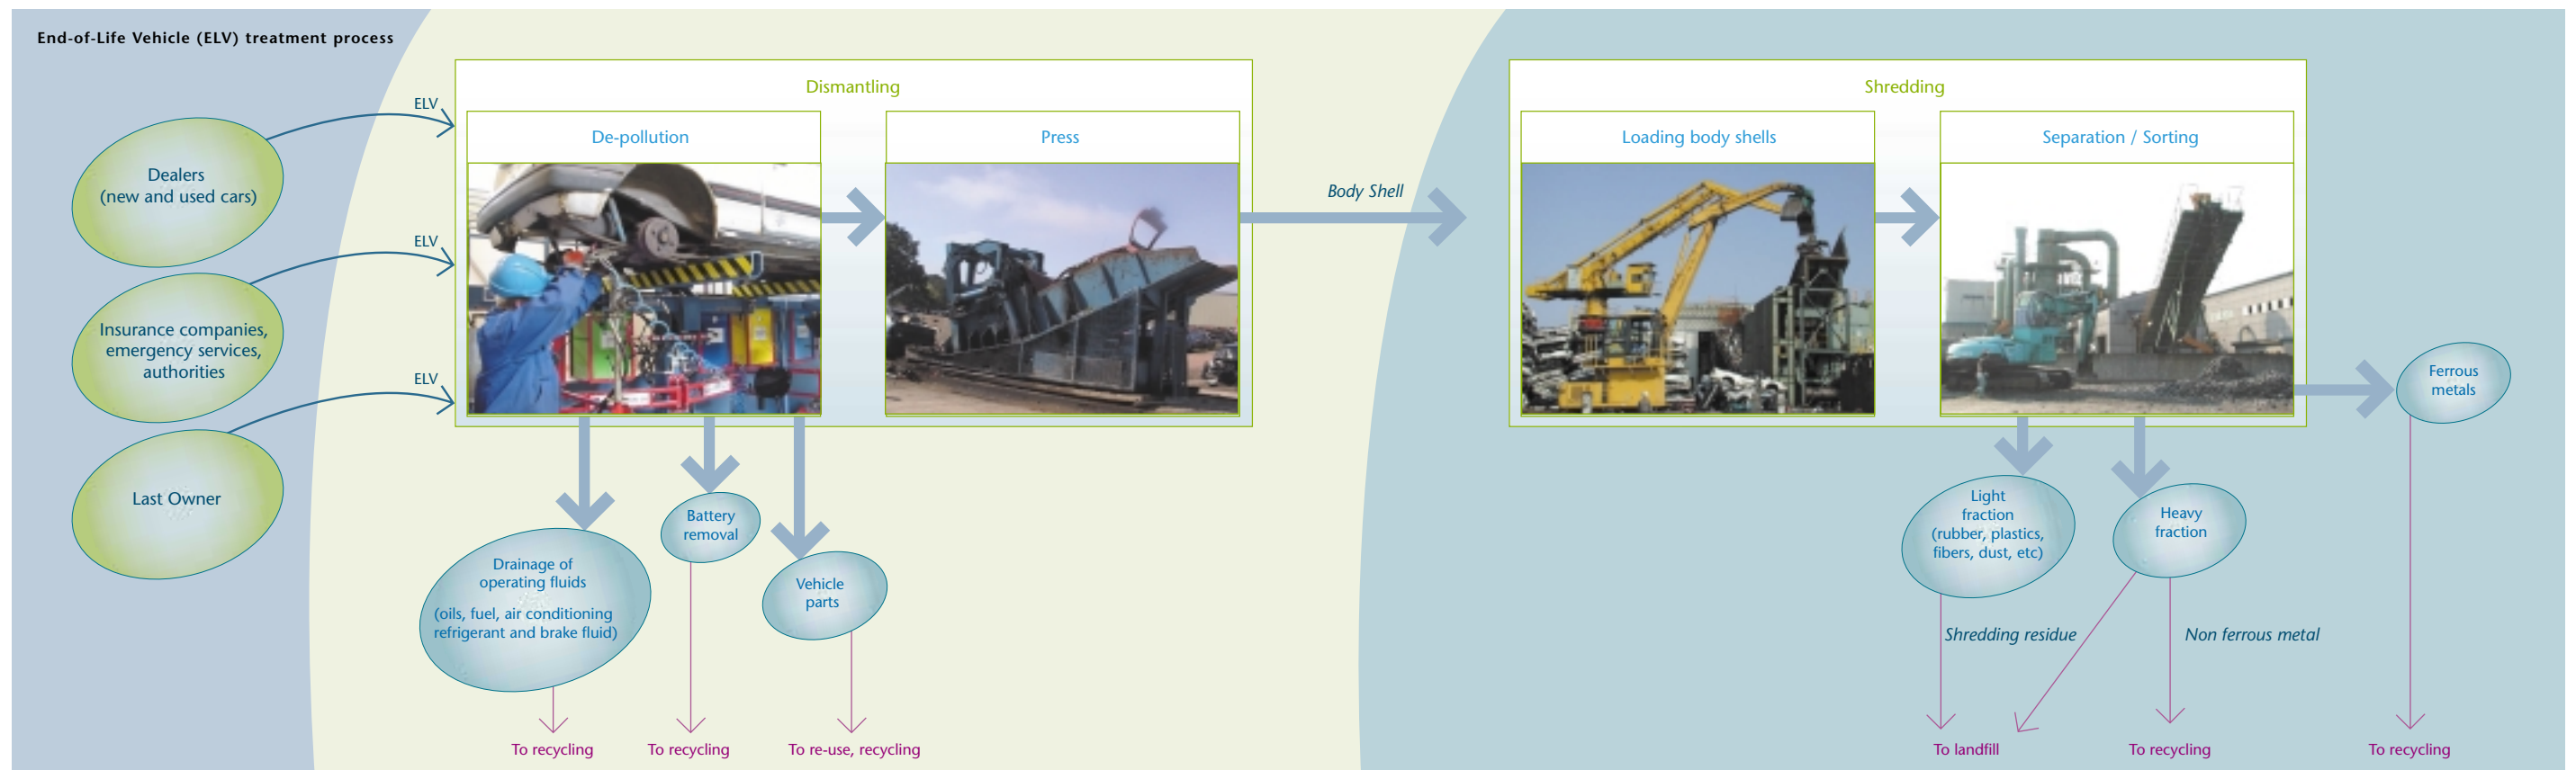 End-of-Life Vehicle (ELV) treatment process
Dealers
(new and used cars)
Insurance companies,
emergency services,
authorities
Last Owner
ELV
ELV
ELV
Dismantling
De-pollution
Press
Drainage of
operating fluids
(oils, fuel, air conditioning
refrigerant and brake fluid)
Battery
removal
Vehicle
parts
To recycling
To recycling
To re-use, recycling
Body Shell
Shredding
Loading body shells
Separation / Sorting
Light
fraction
(rubber, plastics,
fibers, dust, etc)
Heavy
fraction
Ferrous
metals
Shredding residue
Non ferrous metal
To landfill
To recycling
To recycling